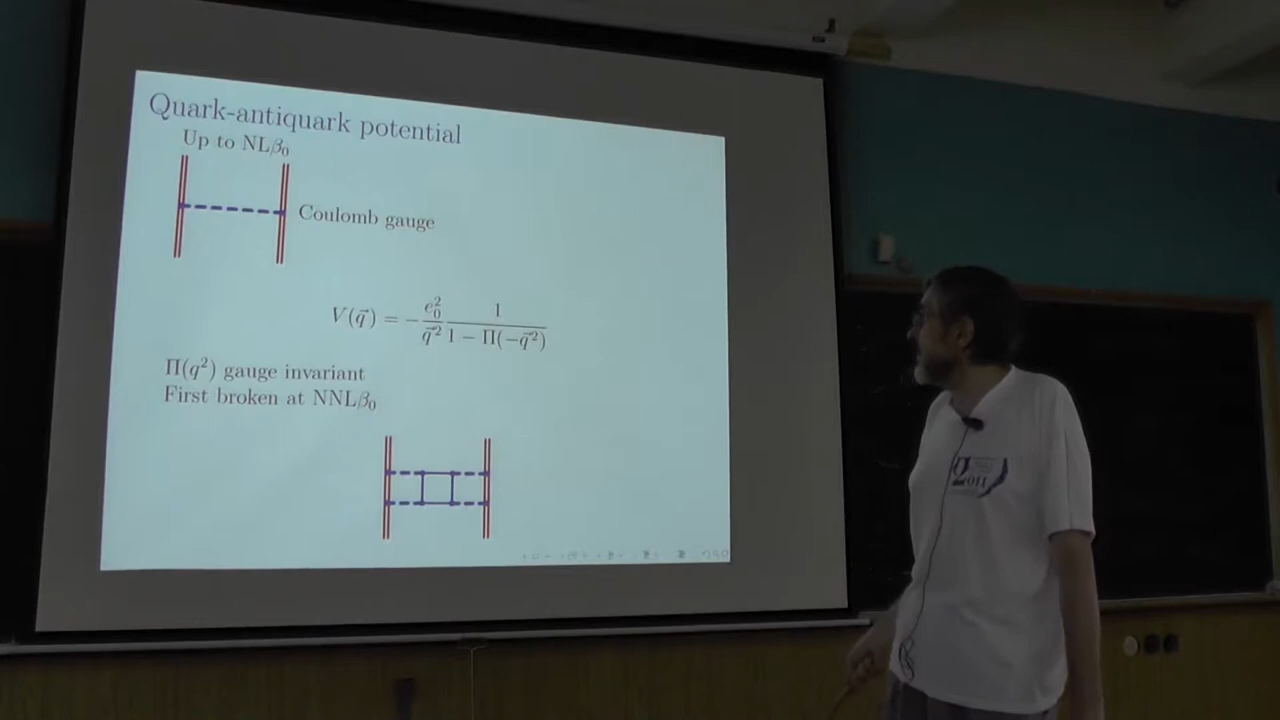 Quark-antiquark potential
Up to NLβ₀
Coulomb gauge
V(q⃗) = − e₀²/q⃗² 1/(1 − Π(−q⃗²))
Π(q²) gauge invariant
First broken at NNLβ₀
2011